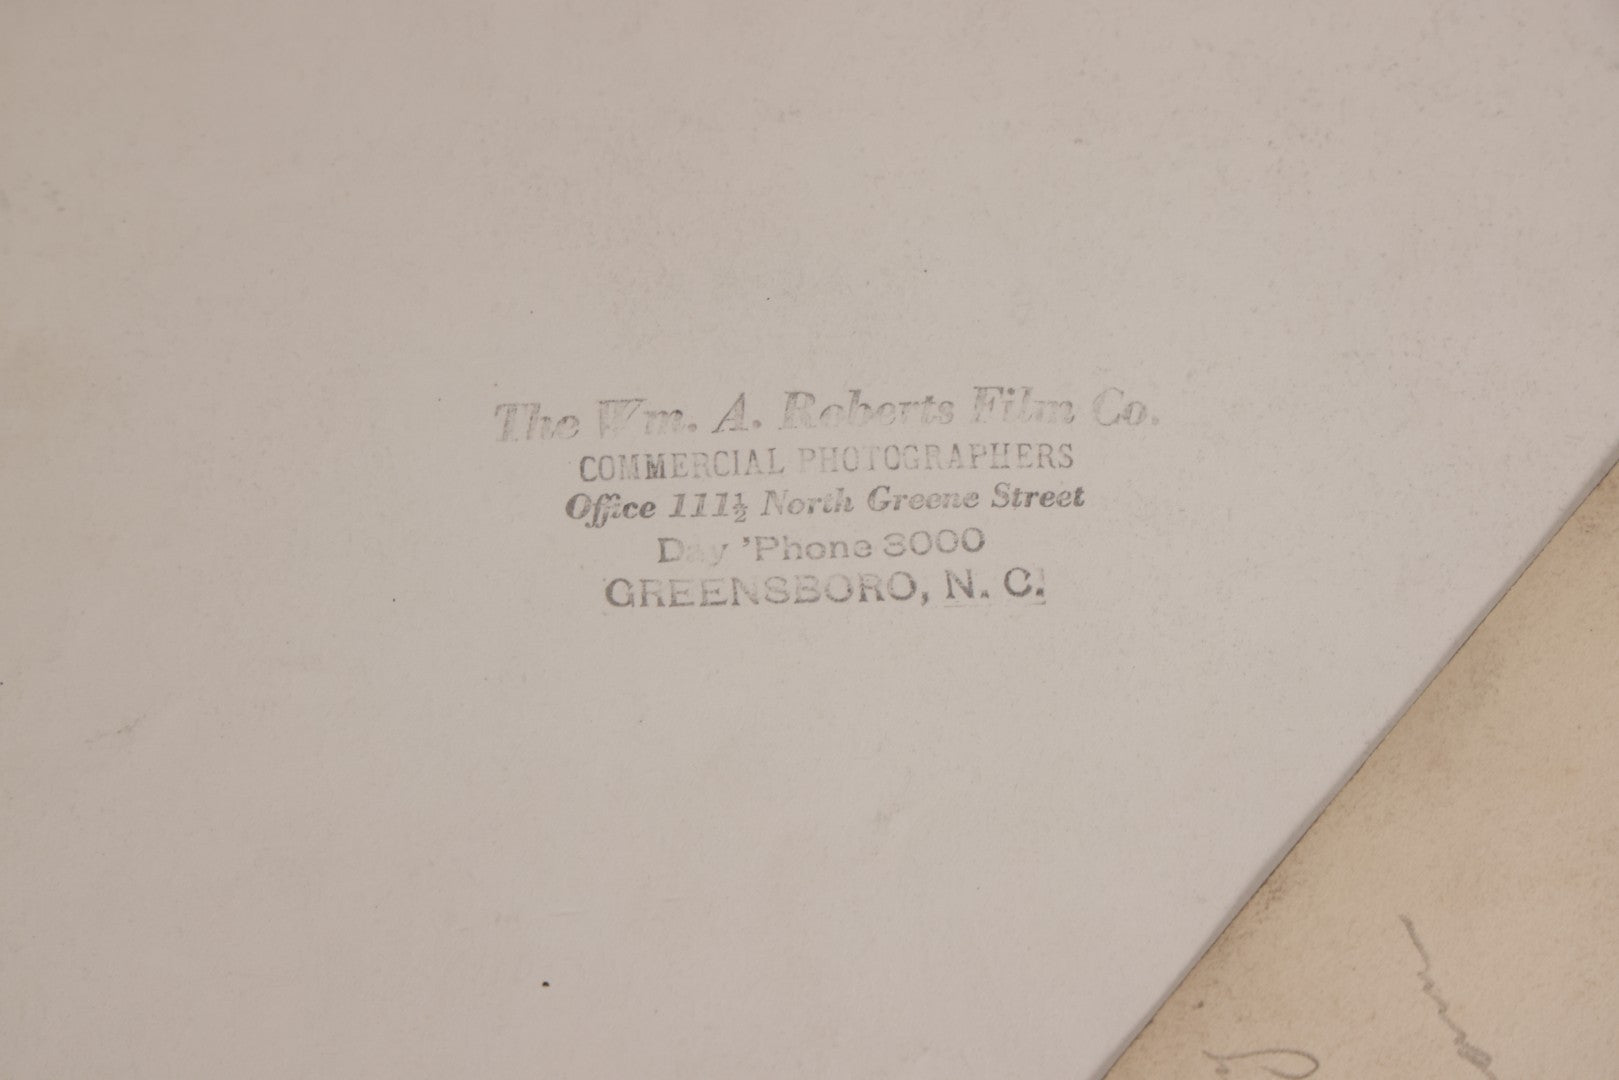 The Wm. A. Roberts Film Co.
COMMERCIAL PHOTOGRAPHERS
Office 111½ North Greene Street
Day 'Phone 3000
GREENSBORO, N. C.